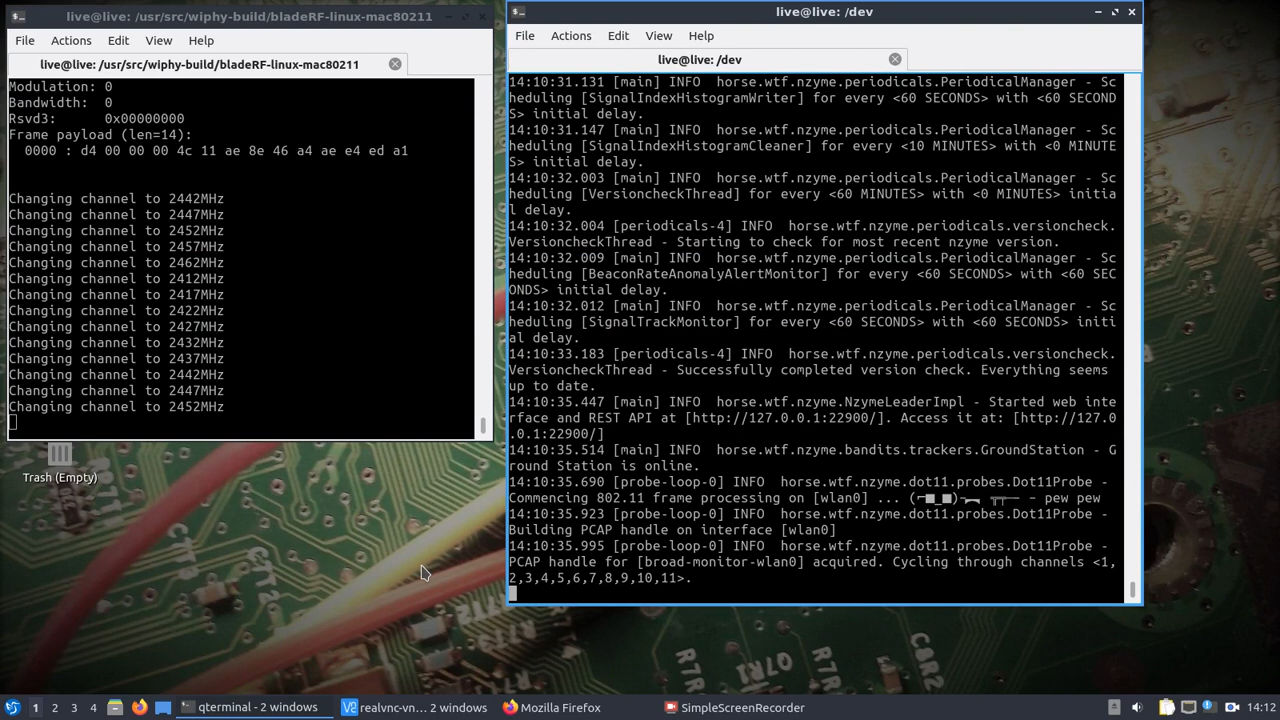 live@live: /usr/src/wiphy-build/bladeRF-linux-mac80211
File Actions Edit View Help
live@live: /usr/src/wiphy-build/bladeRF-linux-mac80211
Modulation: 0
Bandwidth:  0
Rsvd3:      0x00000000
Frame payload (len=14):
  0000 : d4 00 00 00 4c 11 ae 8e 46 a4 ae e4 ed a1
Changing channel to 2442MHz
Changing channel to 2447MHz
Changing channel to 2452MHz
Changing channel to 2457MHz
Changing channel to 2462MHz
Changing channel to 2412MHz
Changing channel to 2417MHz
Changing channel to 2422MHz
Changing channel to 2427MHz
Changing channel to 2432MHz
Changing channel to 2437MHz
Changing channel to 2442MHz
Changing channel to 2447MHz
Changing channel to 2452MHz
live@live: /dev
File Actions Edit View Help
live@live: /dev
14:10:31.131 [main] INFO  horse.wtf.nzyme.periodicals.PeriodicalManager - Sc
heduling [SignalIndexHistogramWriter] for every <60 SECONDS> with <60 SECOND
S> initial delay.
14:10:31.147 [main] INFO  horse.wtf.nzyme.periodicals.PeriodicalManager - Sc
heduling [SignalIndexHistogramCleaner] for every <10 MINUTES> with <0 MINUTE
S> initial delay.
14:10:32.003 [main] INFO  horse.wtf.nzyme.periodicals.PeriodicalManager - Sc
heduling [VersioncheckThread] for every <60 MINUTES> with <0 MINUTES> initia
l delay.
14:10:32.004 [periodicals-4] INFO  horse.wtf.nzyme.periodicals.versioncheck.
VersioncheckThread - Starting to check for most recent nzyme version.
14:10:32.009 [main] INFO  horse.wtf.nzyme.periodicals.PeriodicalManager - Sc
heduling [BeaconRateAnomalyAlertMonitor] for every <60 SECONDS> with <60 SEC
ONDS> initial delay.
14:10:32.012 [main] INFO  horse.wtf.nzyme.periodicals.PeriodicalManager - Sc
heduling [SignalTrackMonitor] for every <60 SECONDS> with <60 SECONDS> initi
al delay.
14:10:33.183 [periodicals-4] INFO  horse.wtf.nzyme.periodicals.versioncheck.
VersioncheckThread - Successfully completed version check. Everything seems
up to date.
14:10:35.447 [main] INFO  horse.wtf.nzyme.NzymeLeaderImpl - Started web inte
rface and REST API at [http://127.0.0.1:22900/]. Access it at: [http://127.0
.0.1:22900/]
14:10:35.514 [main] INFO  horse.wtf.nzyme.bandits.trackers.GroundStation - G
round Station is online.
14:10:35.690 [probe-loop-0] INFO  horse.wtf.nzyme.dot11.probes.Dot11Probe -
Commencing 802.11 frame processing on [wlan0] ... (⌐■_■)–︻╦╤─ – pew pew
14:10:35.923 [probe-loop-0] INFO  horse.wtf.nzyme.dot11.probes.Dot11Probe -
Building PCAP handle on interface [wlan0]
14:10:35.995 [probe-loop-0] INFO  horse.wtf.nzyme.dot11.probes.Dot11Probe -
PCAP handle for [broad-monitor-wlan0] acquired. Cycling through channels <1,
2,3,4,5,6,7,8,9,10,11>.
Trash (Empty)
R7R
C8R2
1 2 3 4 qterminal - 2 windows realvnc-vn… 2 windows Mozilla Firefox SimpleScreenRecorder 14:12